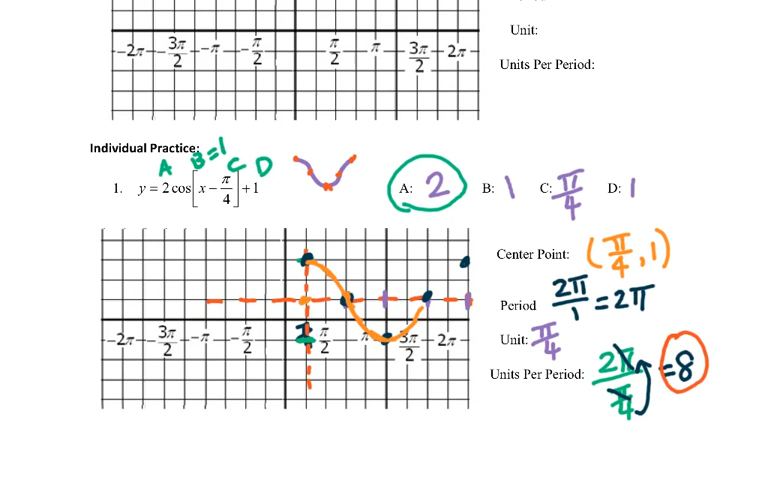 Unit:
-2π -3π/2 -π -π/2 π/2 π 3π/2 2π
Units Per Period:
Individual Practice:
A B=1 C D
1. y = 2 cos[x - π/4] + 1
A: 2 B: 1 C: π/4 D: 1
Center Point: (π/4, 1)
Period 2π/1 = 2π
-2π -3π/2 -π -π/2 π/2 π 3π/2 2π
Unit: π/4
Units Per Period: 2π/π/4 = 8